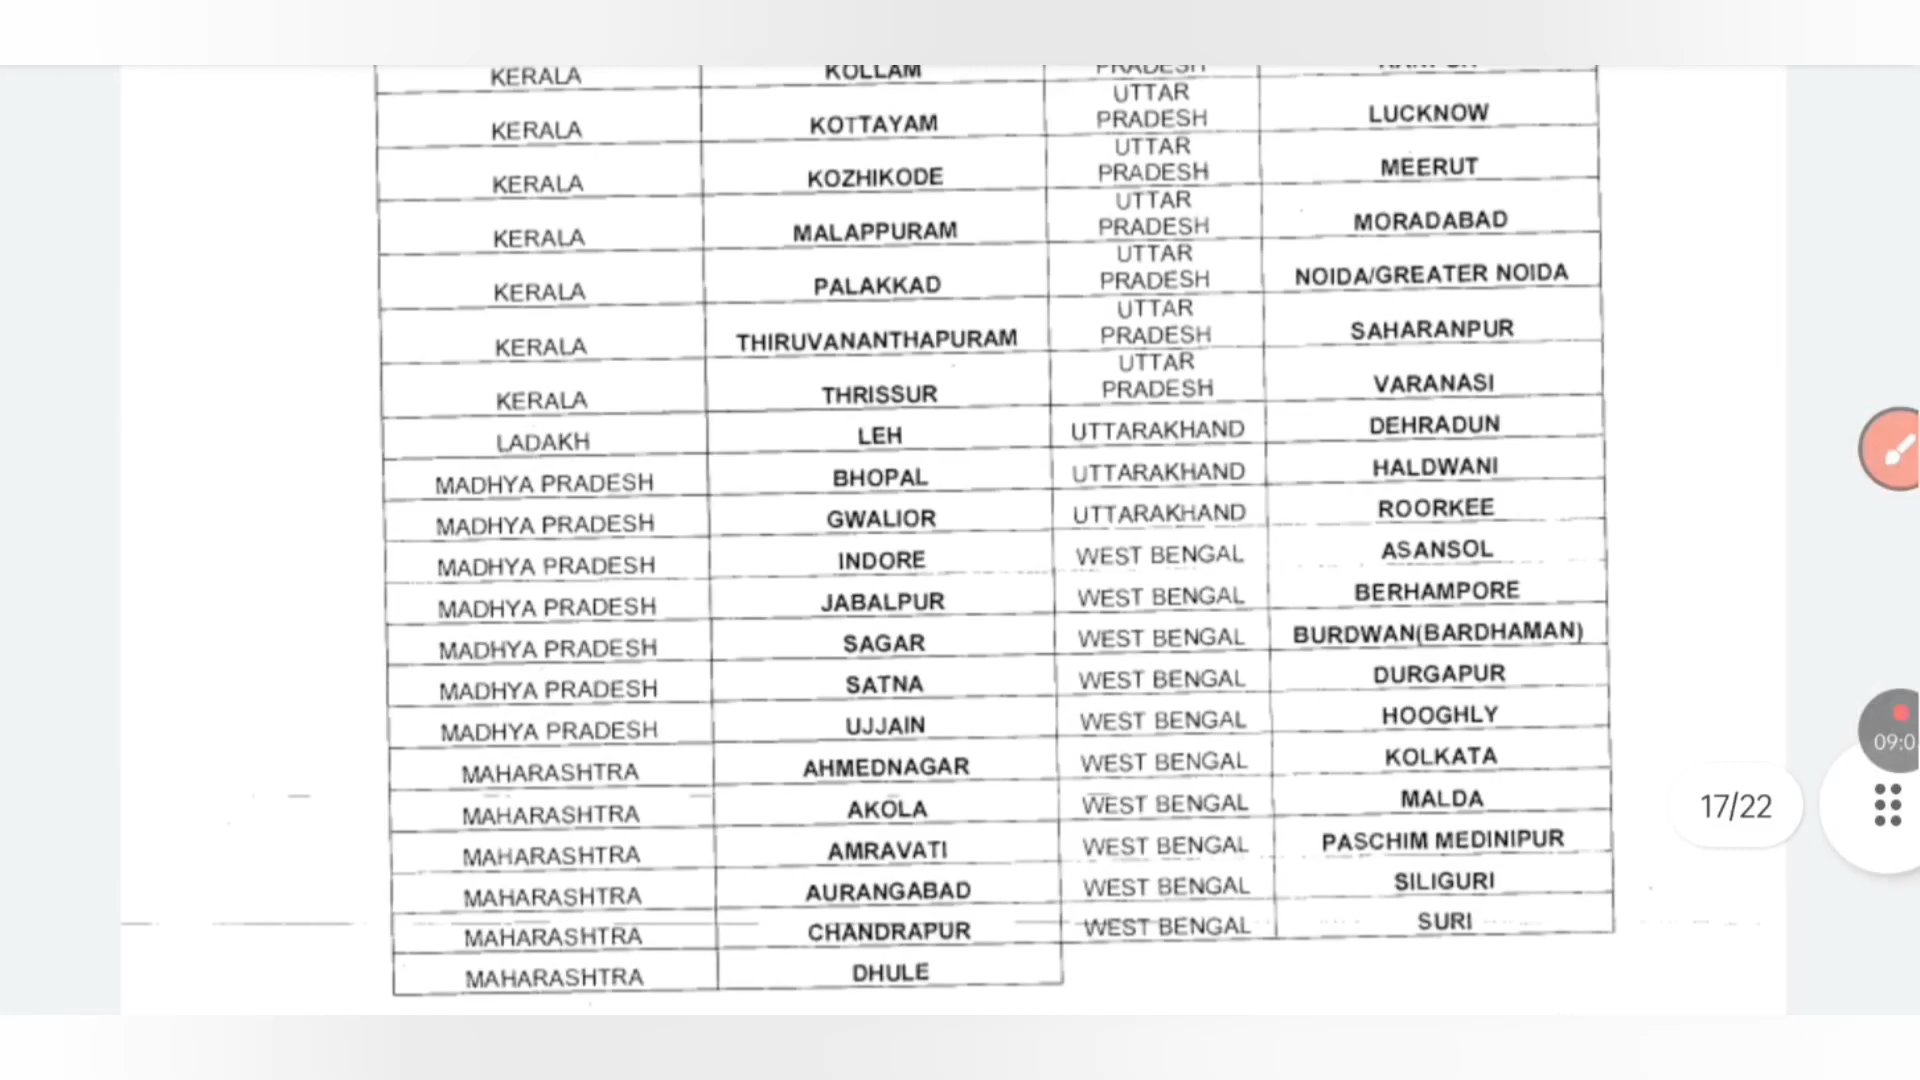 KERALA KOLLAM PRADESH
KERALA KOTTAYAM UTTAR PRADESH LUCKNOW
KERALA KOZHIKODE UTTAR PRADESH MEERUT
KERALA MALAPPURAM UTTAR PRADESH MORADABAD
KERALA PALAKKAD UTTAR PRADESH NOIDA/GREATER NOIDA
KERALA THIRUVANANTHAPURAM UTTAR PRADESH SAHARANPUR
KERALA THRISSUR UTTAR PRADESH VARANASI
LADAKH LEH UTTARAKHAND DEHRADUN
MADHYA PRADESH BHOPAL UTTARAKHAND HALDWANI
MADHYA PRADESH GWALIOR UTTARAKHAND ROORKEE
MADHYA PRADESH INDORE WEST BENGAL ASANSOL
MADHYA PRADESH JABALPUR WEST BENGAL BERHAMPORE
MADHYA PRADESH SAGAR WEST BENGAL BURDWAN(BARDHAMAN)
MADHYA PRADESH SATNA WEST BENGAL DURGAPUR
MADHYA PRADESH UJJAIN WEST BENGAL HOOGHLY
MAHARASHTRA AHMEDNAGAR WEST BENGAL KOLKATA
MAHARASHTRA AKOLA WEST BENGAL MALDA
MAHARASHTRA AMRAVATI WEST BENGAL PASCHIM MEDINIPUR
MAHARASHTRA AURANGABAD WEST BENGAL SILIGURI
MAHARASHTRA CHANDRAPUR WEST BENGAL SURI
MAHARASHTRA DHULE
09:0
17/22